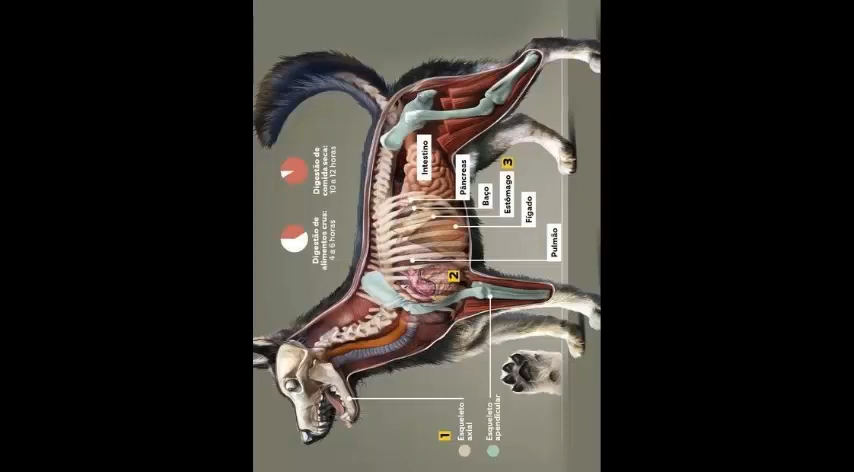 Digestão de
comida seca:
10 a 12 horas
Digestão de
alimentos crus:
4 a 6 horas
Intestino
Pâncreas
Baço
Estômago
3
Fígado
Pulmão
2
1
Esqueleto
axial
Esqueleto
apendicular